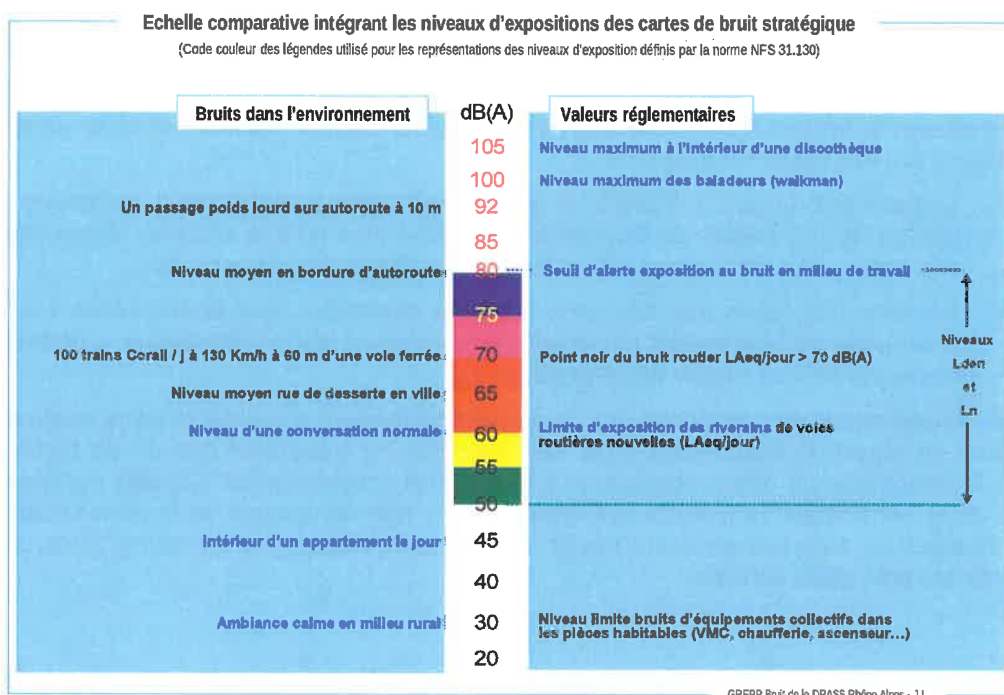 Echelle comparative intégrant les niveaux d'expositions des cartes de bruit stratégique
(Code couleur des légendes utilisé pour les représentations des niveaux d'exposition définis par la norme NFS 31.130)
Bruits dans l'environnement
dB(A)
Valeurs réglementaires
105
Niveau maximum à l'intérieur d'une discothèque
100
Niveau maximum des baladeurs (walkman)
Un passage poids lourd sur autoroute à 10 m
92
85
Niveau moyen en bordure d'autoroute
80
Seuil d'alerte exposition au bruit en milieu de travail
75
Niveaux
Lden
et
Ln
100 trains Corail / j à 130 Km/h à 60 m d'une voie ferrée
70
Point noir du bruit routier LAeq/jour > 70 dB(A)
Niveau moyen rue de desserte en ville
65
Niveau d'une conversation normale
60
Limite d'exposition des riverains de voies
routières nouvelles (LAeq/jour)
55
50
Intérieur d'un appartement le jour
45
40
Ambiance calme en milieu rural
30
Niveau limite bruits d'équipements collectifs dans
les pièces habitables (VMC, chaufferie, ascenseur...)
20
Bruit de la DRASS Rhône Alpes - 11